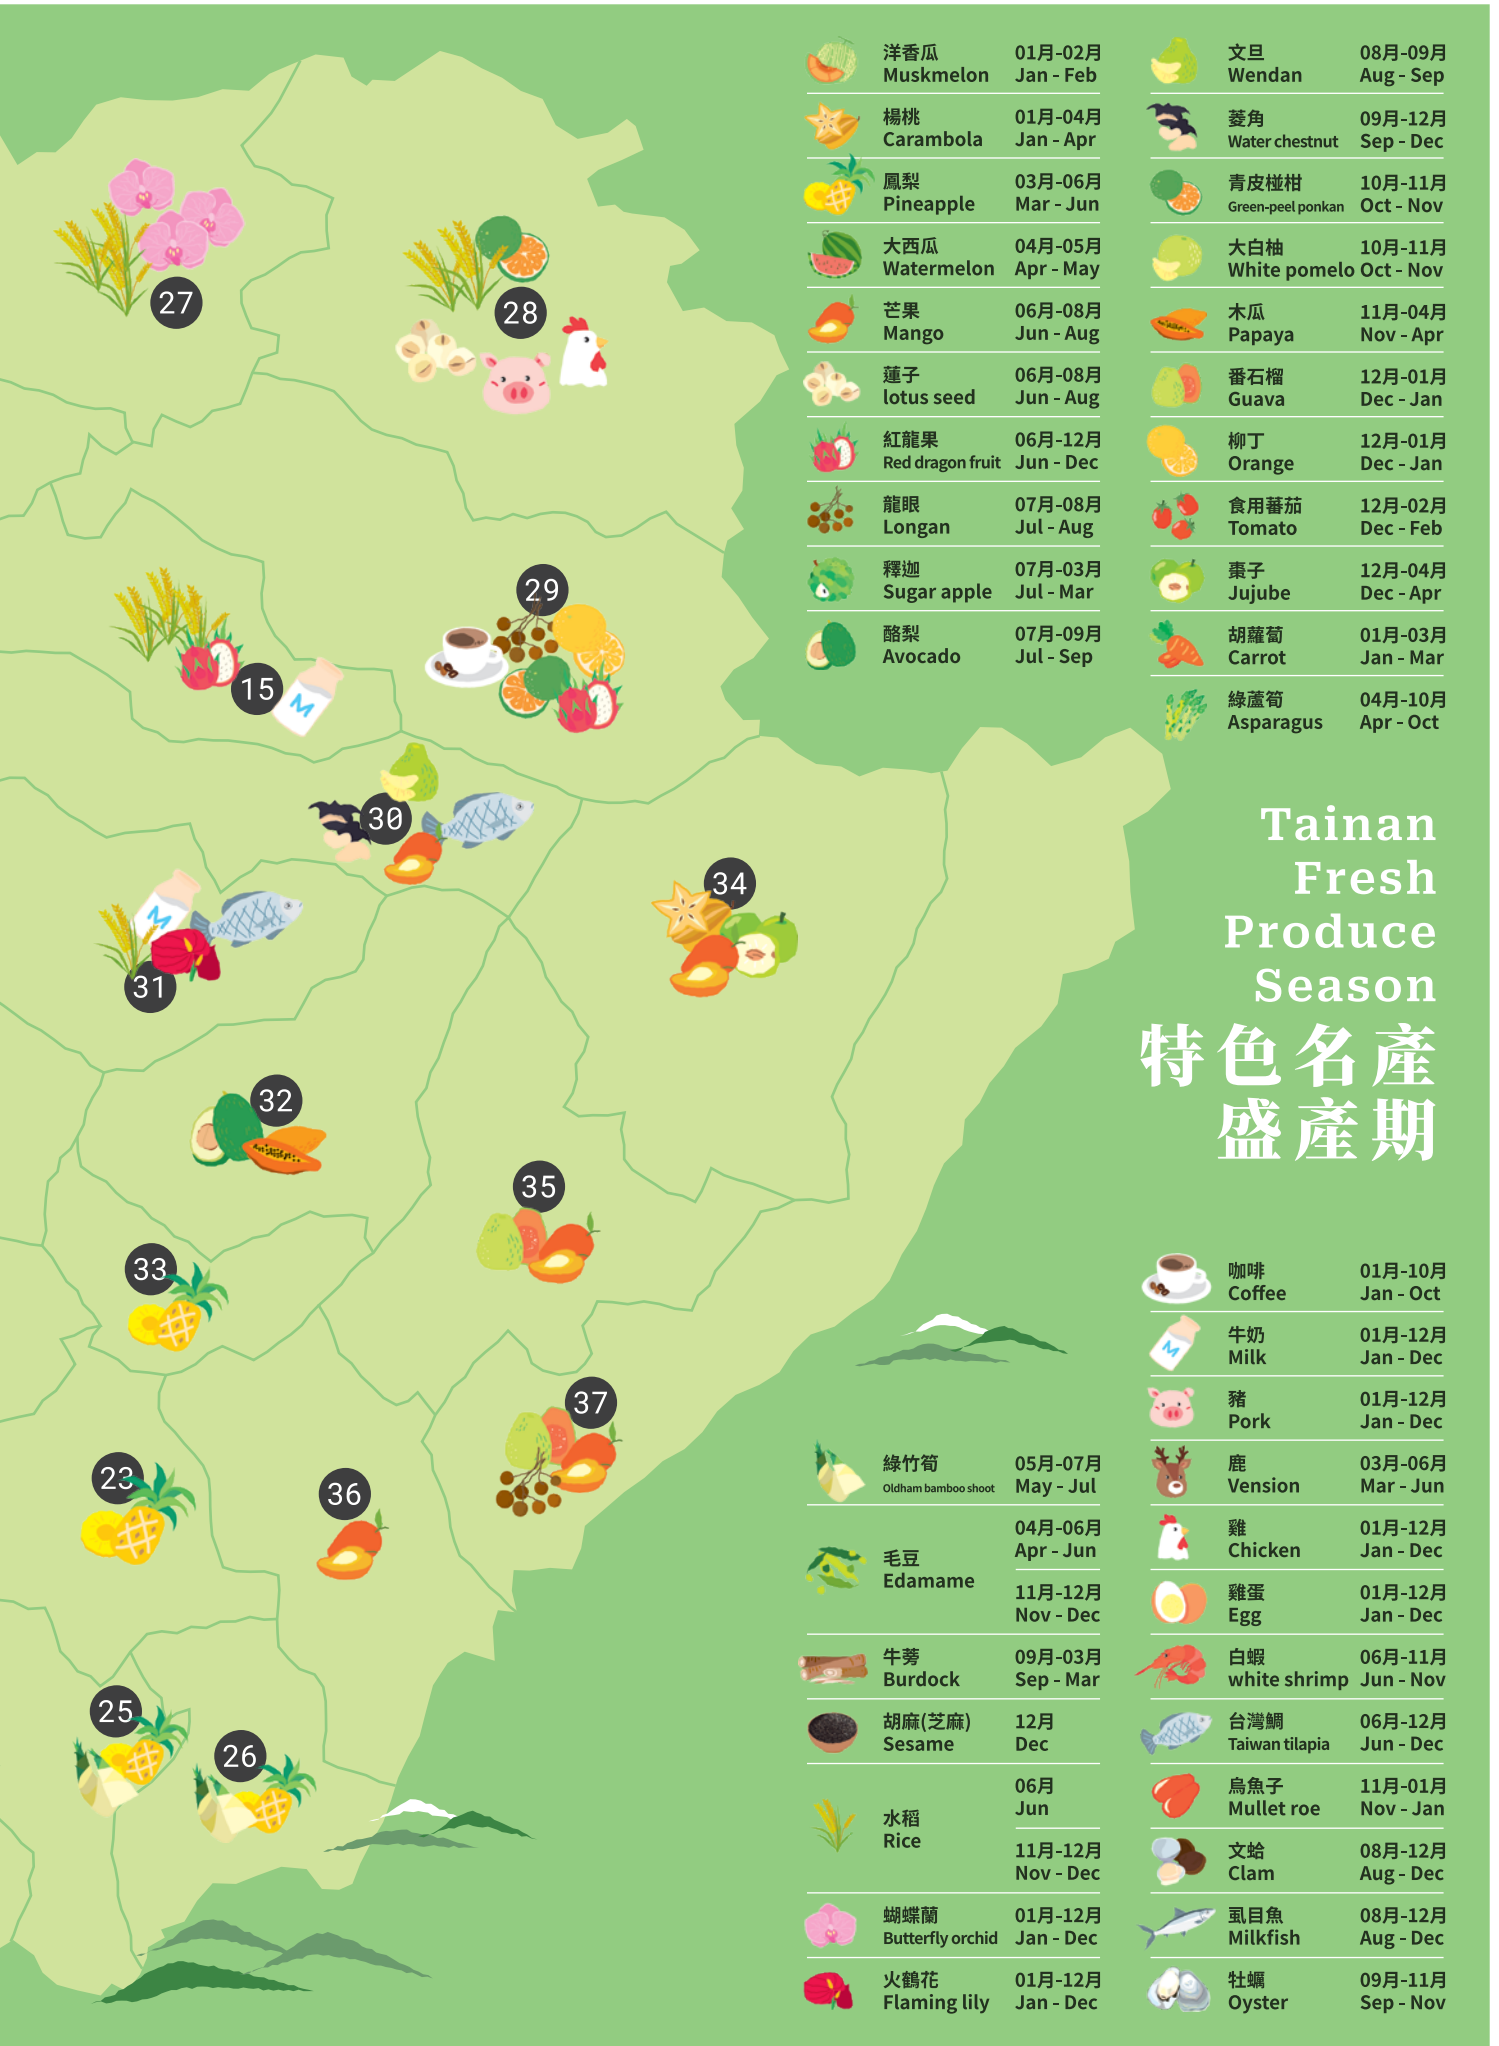 洋香瓜 01月-02月
Muskmelon Jan - Feb
楊桃 01月-04月
Carambola Jan - Apr
鳳梨 03月-06月
Pineapple Mar - Jun
大西瓜 04月-05月
Watermelon Apr - May
芒果 06月-08月
Mango Jun - Aug
蓮子 06月-08月
lotus seed Jun - Aug
紅龍果 06月-12月
Red dragon fruit Jun - Dec
龍眼 07月-08月
Longan Jul - Aug
釋迦 07月-03月
Sugar apple Jul - Mar
酪梨 07月-09月
Avocado Jul - Sep
文旦 08月-09月
Wendan Aug - Sep
菱角 09月-12月
Water chestnut Sep - Dec
青皮椪柑 10月-11月
Green-peel ponkan Oct - Nov
大白柚 10月-11月
White pomelo Oct - Nov
木瓜 11月-04月
Papaya Nov - Apr
番石榴 12月-01月
Guava Dec - Jan
柳丁 12月-01月
Orange Dec - Jan
食用蕃茄 12月-02月
Tomato Dec - Feb
棗子 12月-04月
Jujube Dec - Apr
胡蘿蔔 01月-03月
Carrot Jan - Mar
綠蘆筍 04月-10月
Asparagus Apr - Oct
27
28
29
15
M
30
34
M
31
32
35
33
37
23
36
25
26
Tainan
Fresh
Produce
Season
特色名產
盛產期
綠竹筍 05月-07月
Oldham bamboo shoot May - Jul
04月-06月
Apr - Jun
毛豆
Edamame
11月-12月
Nov - Dec
牛蒡 09月-03月
Burdock Sep - Mar
胡麻(芝麻) 12月
Sesame Dec
06月
Jun
水稻
Rice
11月-12月
Nov - Dec
蝴蝶蘭 01月-12月
Butterfly orchid Jan - Dec
火鶴花 01月-12月
Flaming lily Jan - Dec
咖啡 01月-10月
Coffee Jan - Oct
M
牛奶 01月-12月
Milk Jan - Dec
豬 01月-12月
Pork Jan - Dec
鹿 03月-06月
Vension Mar - Jun
雞 01月-12月
Chicken Jan - Dec
雞蛋 01月-12月
Egg Jan - Dec
白蝦 06月-11月
white shrimp Jun - Nov
台灣鯛 06月-12月
Taiwan tilapia Jun - Dec
烏魚子 11月-01月
Mullet roe Nov - Jan
文蛤 08月-12月
Clam Aug - Dec
虱目魚 08月-12月
Milkfish Aug - Dec
牡蠣 09月-11月
Oyster Sep - Nov